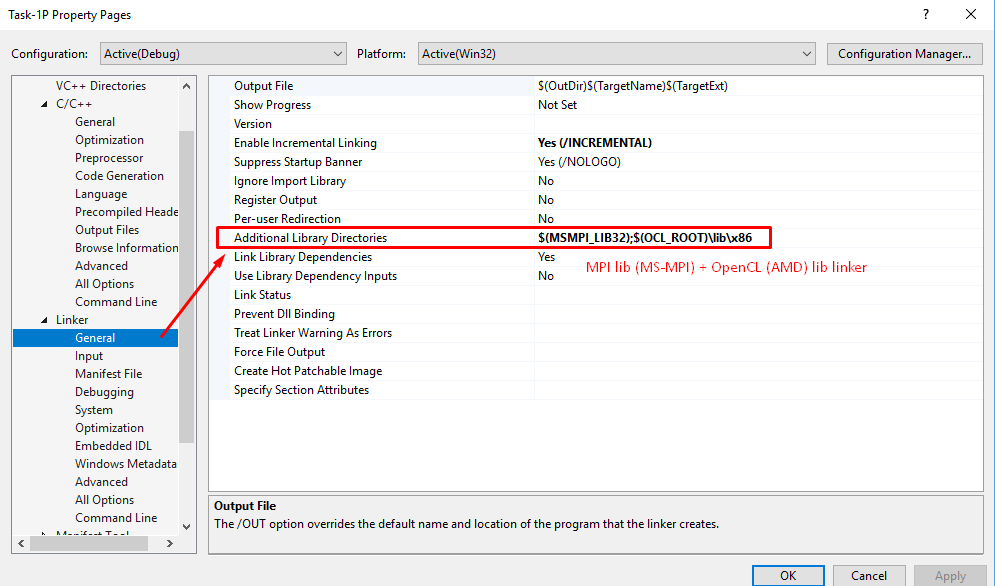 Task-1P Property Pages
?
Configuration: Active(Debug) Platform: Active(Win32) Configuration Manager...
VC++ Directories
C/C++
General
Optimization
Preprocessor
Code Generation
Language
Precompiled Heade
Output Files
Browse Information
Advanced
All Options
Command Line
Linker
General
Input
Manifest File
Debugging
System
Optimization
Embedded IDL
Windows Metadata
Advanced
All Options
Command Line
Manifest Tool
Output File $(OutDir)$(TargetName)$(TargetExt)
Show Progress Not Set
Version
Enable Incremental Linking Yes (/INCREMENTAL)
Suppress Startup Banner Yes (/NOLOGO)
Ignore Import Library No
Register Output No
Per-user Redirection No
Additional Library Directories $(MSMPI_LIB32);$(OCL_ROOT)\lib\x86
Link Library Dependencies Yes
Use Library Dependency Inputs No
MPI lib (MS-MPI) + OpenCL (AMD) lib linker
Link Status
Prevent Dll Binding
Treat Linker Warning As Errors
Force File Output
Create Hot Patchable Image
Specify Section Attributes
Output File
The /OUT option overrides the default name and location of the program that the linker creates.
OK Cancel Apply